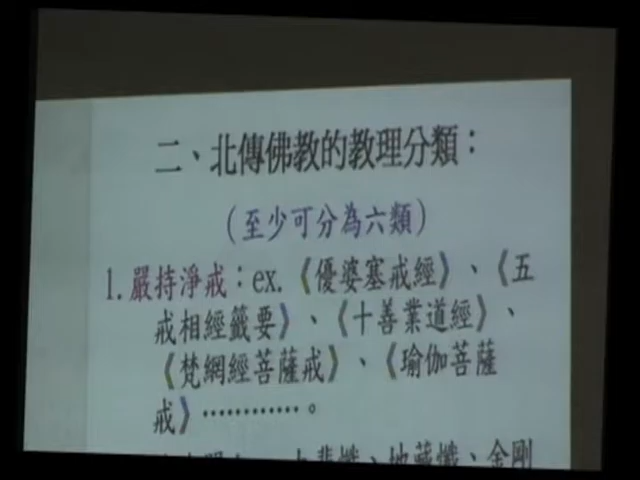 二、北傳佛教的教理分類：
（至少可分為六類）
1.嚴持淨戒：ex.《優婆塞戒經》、《五
戒相經籤要》、《十善業道經》、
《梵網經菩薩戒》、《瑜伽菩薩
戒》…………。
大悲懺、地藏懺、金剛